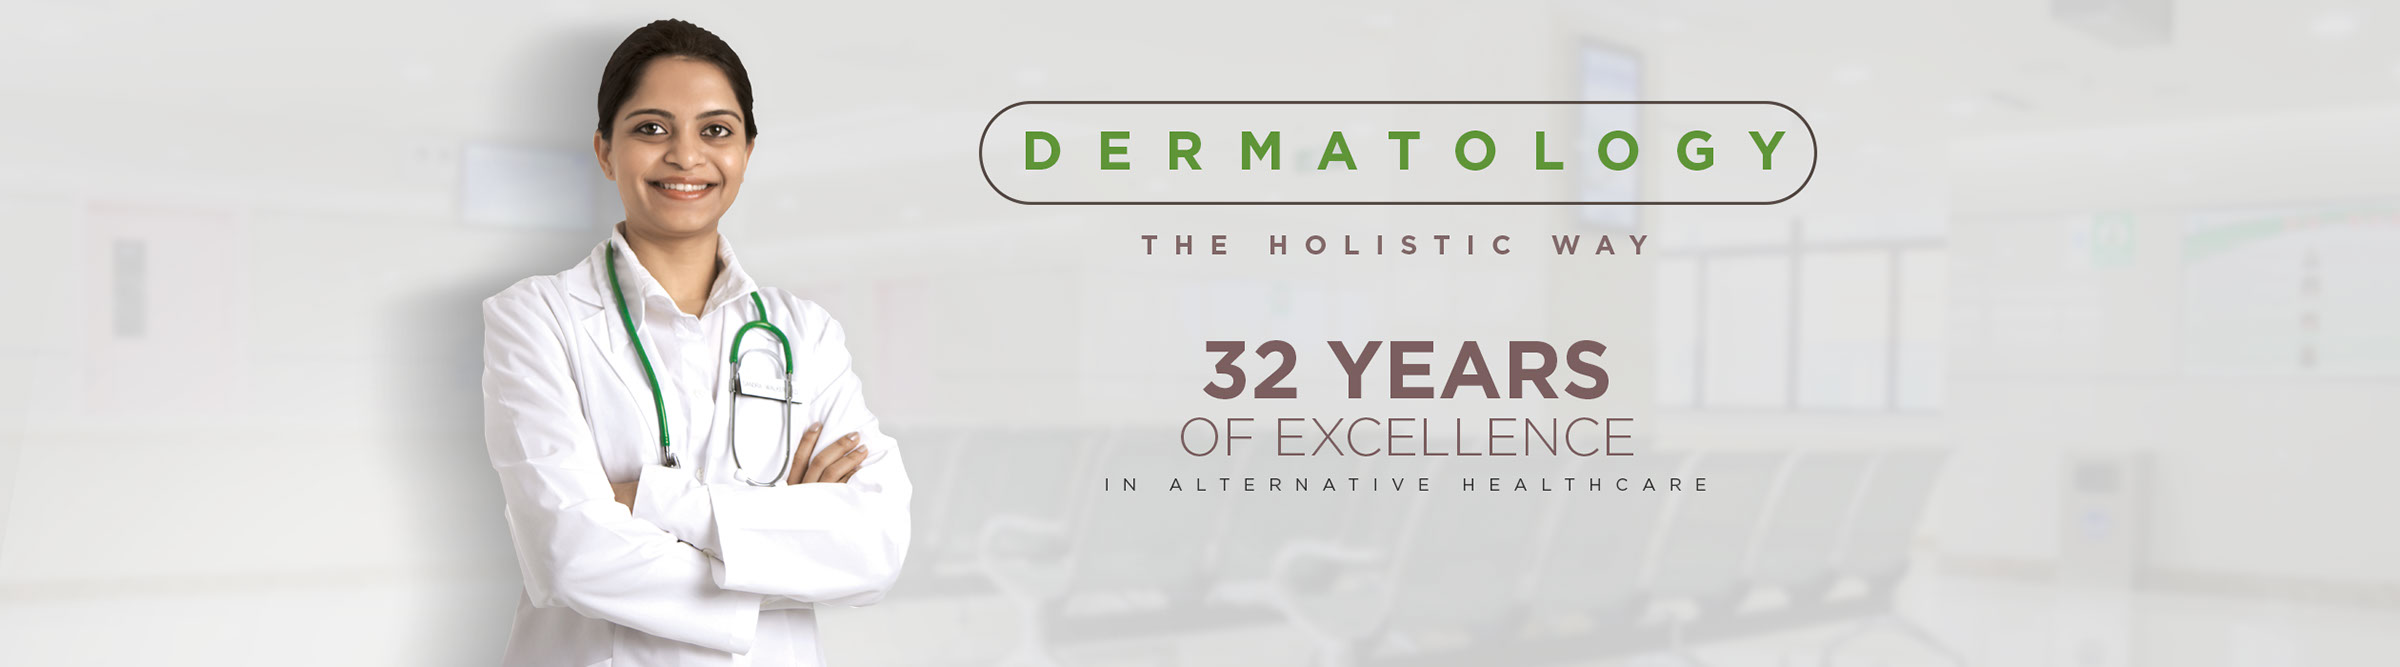 DERMATOLOGY
THE HOLISTIC WAY
32 YEARS
OF EXCELLENCE
IN ALTERNATIVE HEALTHCARE